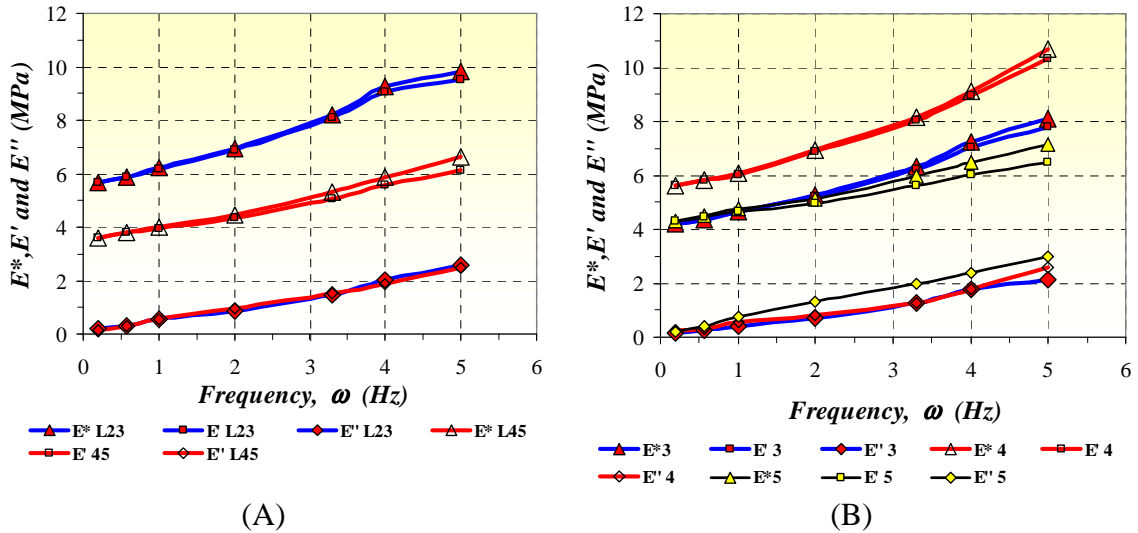 E*,E' and E'' (MPa)
12
10
8
6
4
2
0
0 1 2 3 4 5 6
Frequency, ω (Hz)
E* L23 E' L23 E'' L23 E* L45
E' 45 E'' L45
(A)
E*,E' and E'' (MPa)
12
10
8
6
4
2
0
0 1 2 3 4 5 6
Frequency, ω (Hz)
E*3 E' 3 E'' 3 E* 4 E' 4
E'' 4 E*5 E' 5 E'' 5
(B)